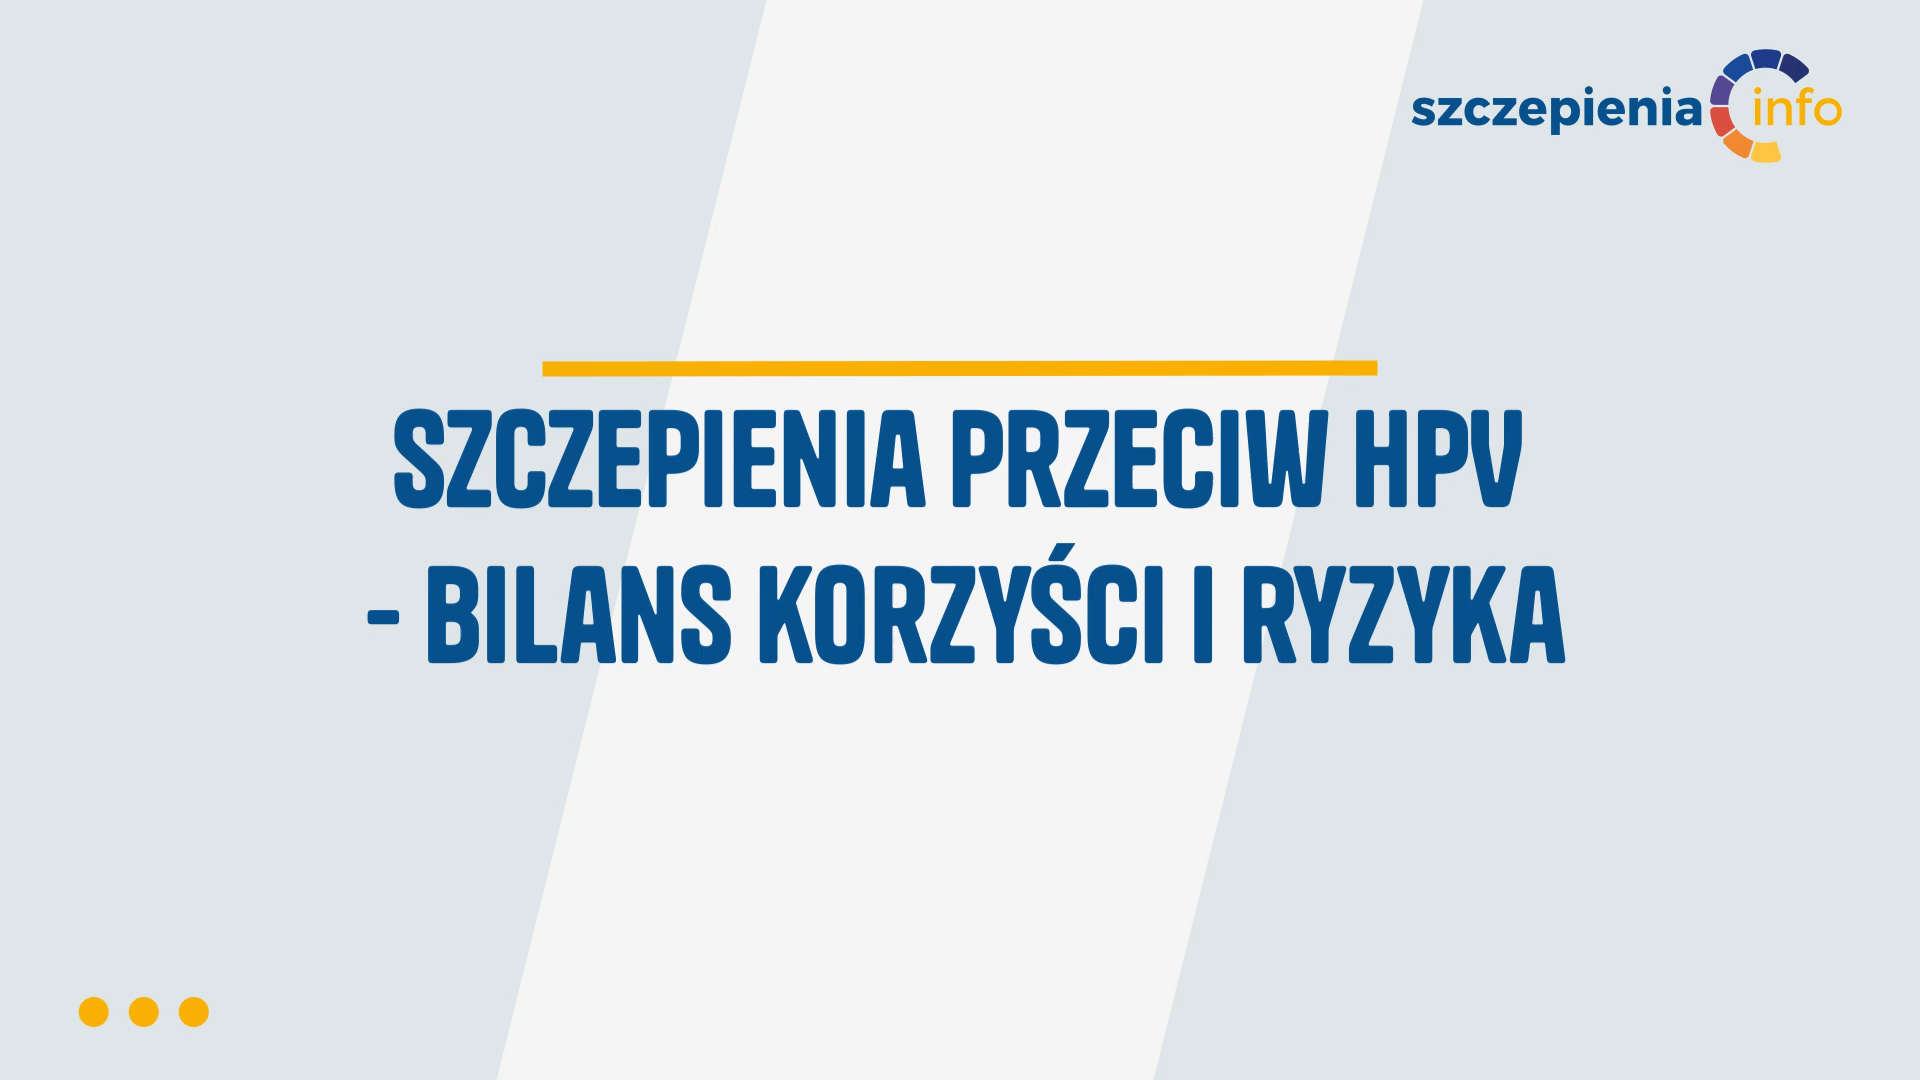 szczepienia info
SZCZEPIENIA PRZECIW HPV
- BILANS KORZYŚCI I RYZYKA